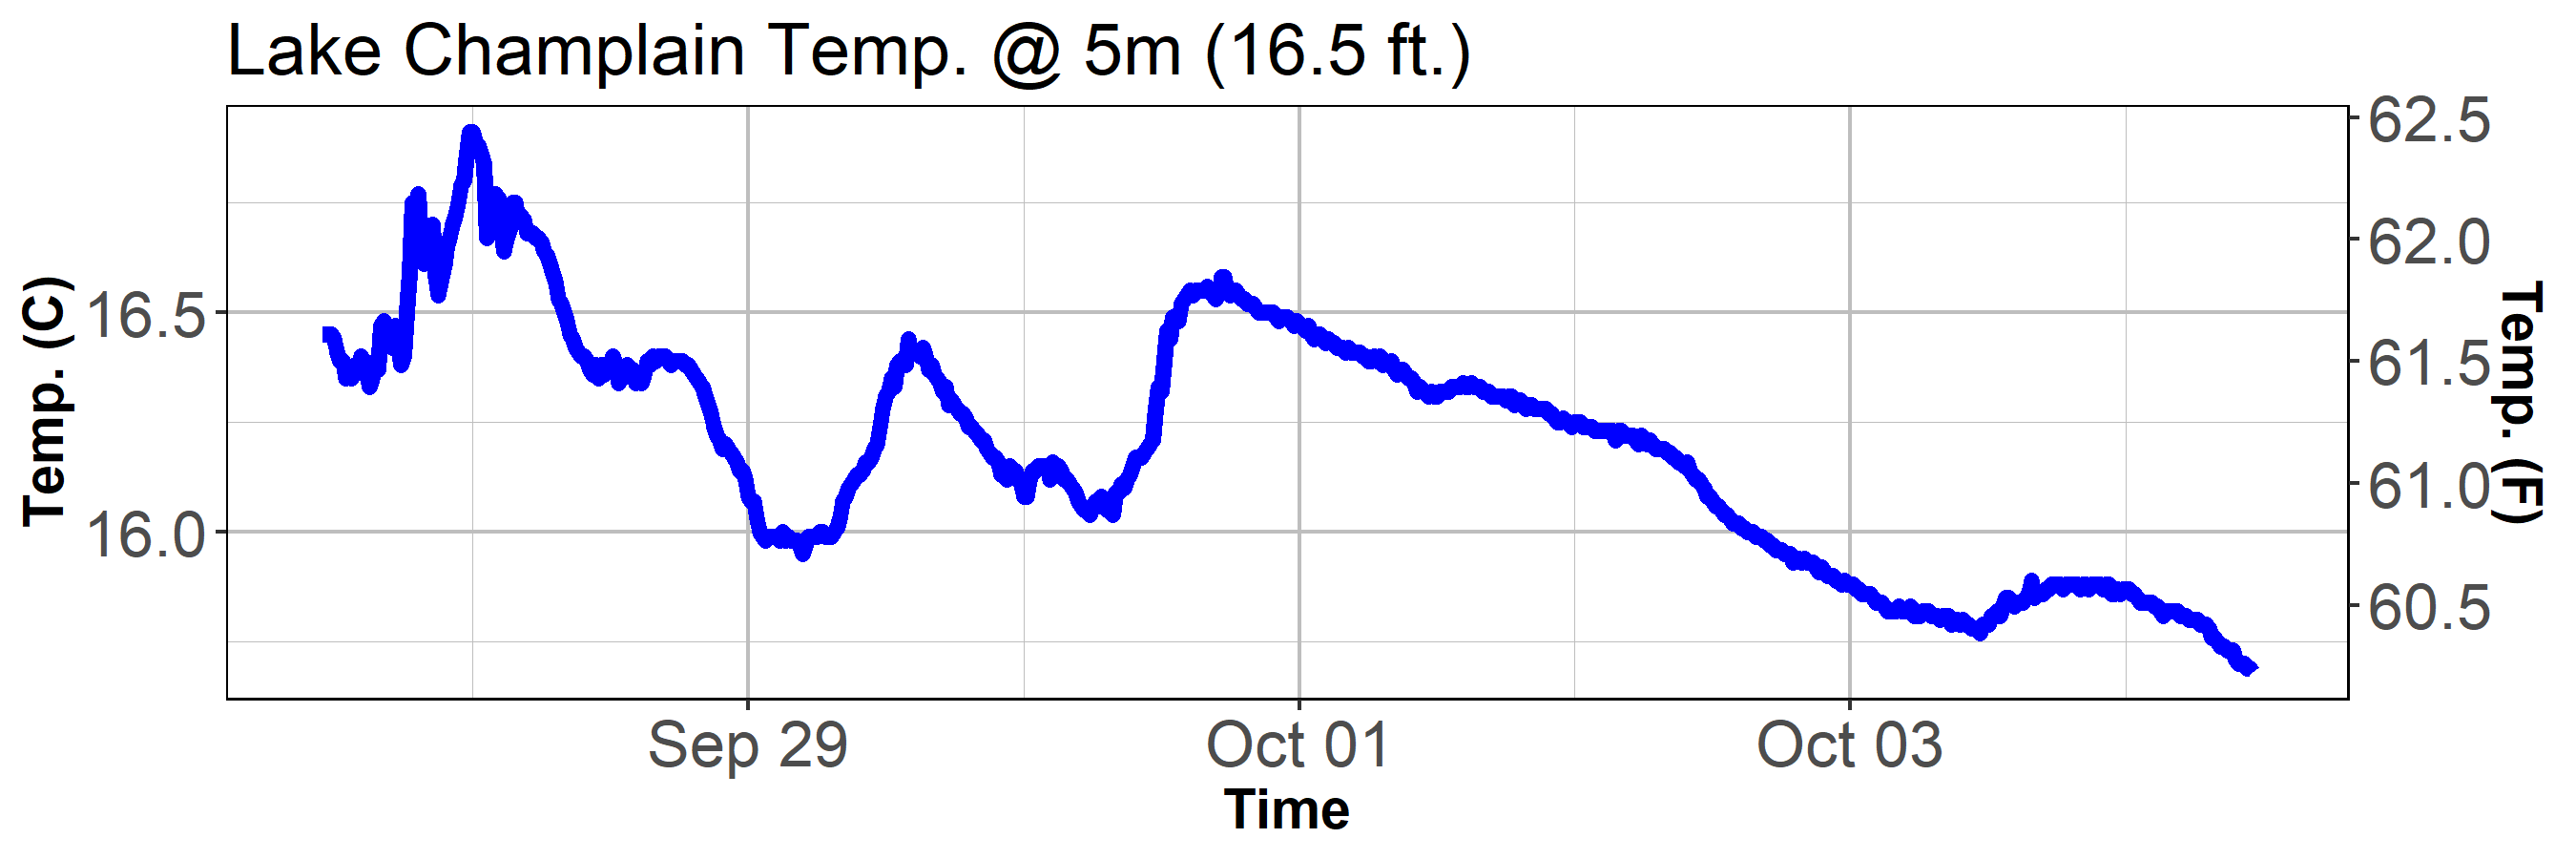 Lake Champlain Temp. @ 5m (16.5 ft.)
Temp. (C)
16.5
16.0
62.5
62.0
61.5
61.0
60.5
Temp. (F)
Sep 29
Oct 01
Oct 03
Time